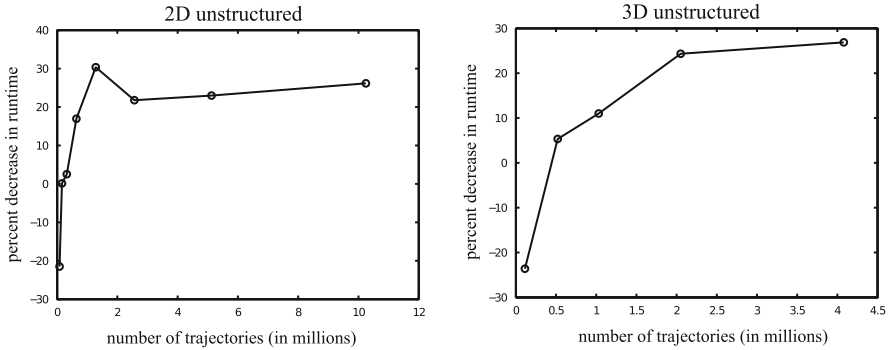 2D unstructured
40
30
20
10
0
−10
−20
−30
percent decrease in runtime
0 2 4 6 8 10 12
number of trajectories (in millions)
3D unstructured
30
20
10
0
−10
−20
−30
percent decrease in runtime
0 0.5 1 1.5 2 2.5 3 3.5 4 4.5
number of trajectories (in millions)